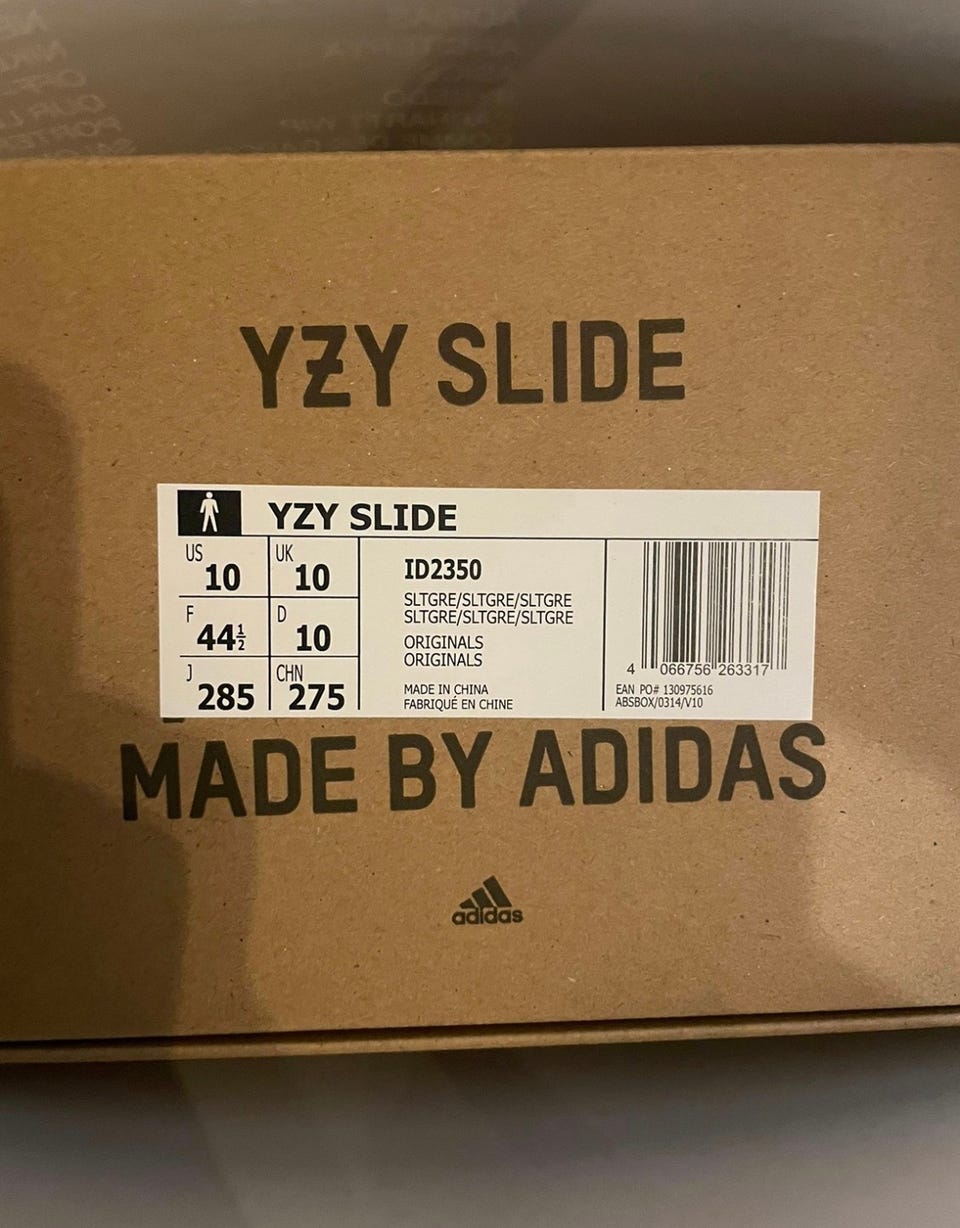 YZY SLIDE
YZY SLIDE
US
10
UK
10
F
44½
D
10
J
285
CHN
275
ID2350
SLTGRE/SLTGRE/SLTGRE
SLTGRE/SLTGRE/SLTGRE
ORIGINALS
ORIGINALS
MADE IN CHINA
FABRIQUÉ EN CHINE
4 066756 263317
EAN PO# 130975616
ABSBOX/0314/V10
MADE BY ADIDAS
adidas